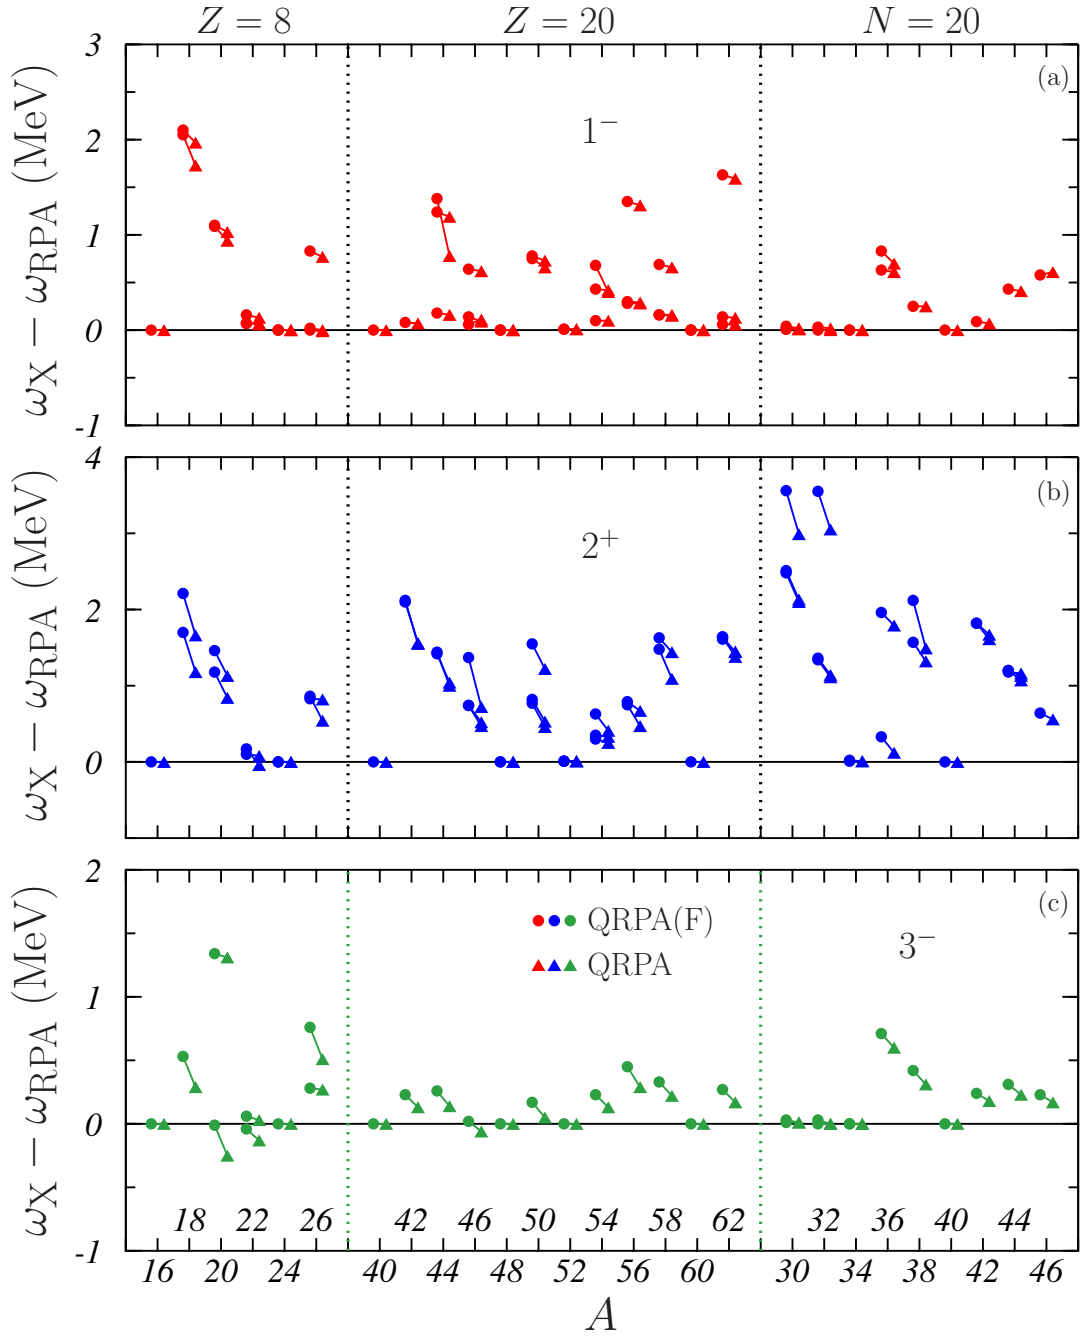 Z = 8 Z = 20 N = 20
3
2
1
0
-1
ω_X − ω_RPA (MeV)
(a)
1⁻
4
2
0
ω_X − ω_RPA (MeV)
(b)
2⁺
2
1
0
-1
ω_X − ω_RPA (MeV)
(c)
QRPA(F)
QRPA
3⁻
18 22 26 42 46 50 54 58 62 32 36 40 44
16 20 24 40 44 48 52 56 60 30 34 38 42 46
A